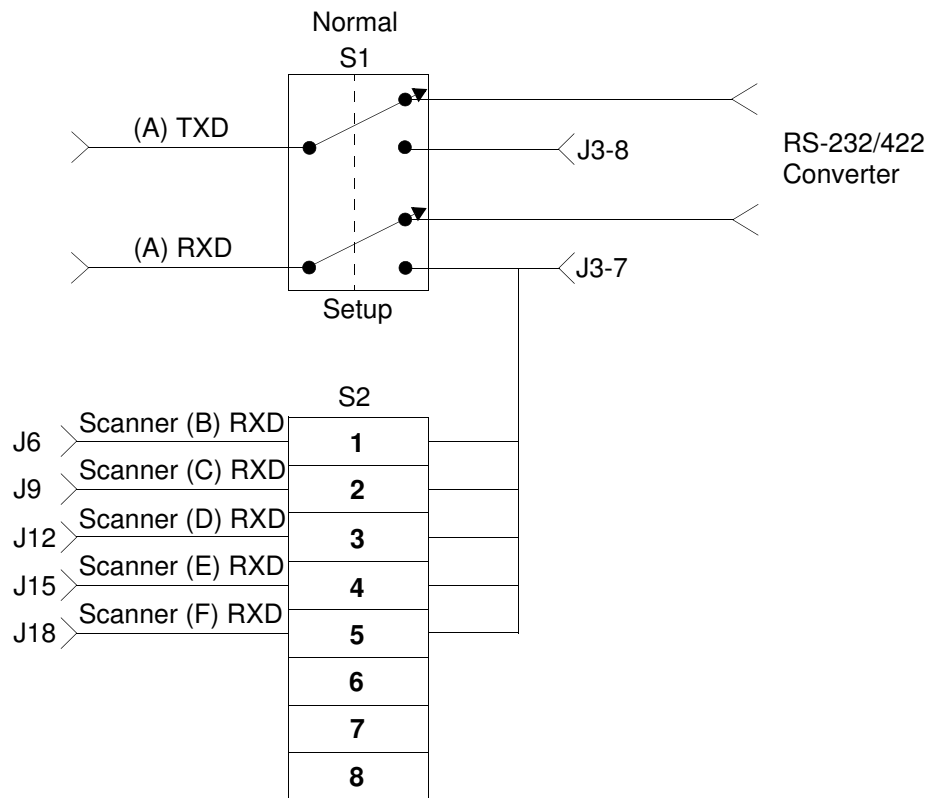 Normal
S1
(A) TXD
J3-8
RS-232/422
Converter
(A) RXD
J3-7
Setup
S2
J6 Scanner (B) RXD 1
J9 Scanner (C) RXD 2
J12 Scanner (D) RXD 3
J15 Scanner (E) RXD 4
J18 Scanner (F) RXD 5
6
7
8